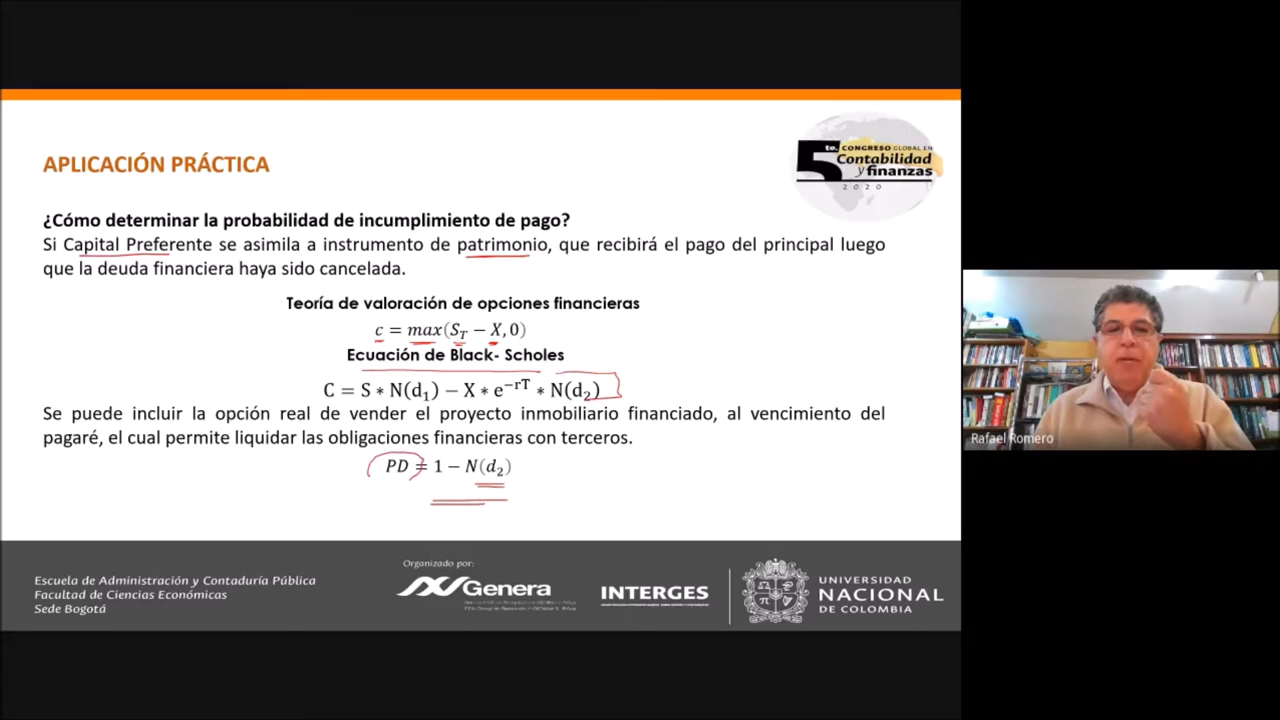 5to. CONGRESO GLOBAL EN
Contabilidad
y finanzas
2020
APLICACIÓN PRÁCTICA
¿Cómo determinar la probabilidad de incumplimiento de pago?
Si Capital Preferente se asimila a instrumento de patrimonio, que recibirá el pago del principal luego
que la deuda financiera haya sido cancelada.
Teoría de valoración de opciones financieras
c = max(S_T − X, 0)
Ecuación de Black- Scholes
C = S * N(d₁) − X * e^−rT * N(d₂)
Se puede incluir la opción real de vender el proyecto inmobiliario financiado, al vencimiento del
pagaré, el cual permite liquidar las obligaciones financieras con terceros.
PD = 1 − N(d₂)
Rafael Romero
Escuela de Administración y Contaduría Pública
Facultad de Ciencias Económicas
Sede Bogotá
Organizado por:
Genera
INTERGES
UNIVERSIDAD
NACIONAL
DE COLOMBIA